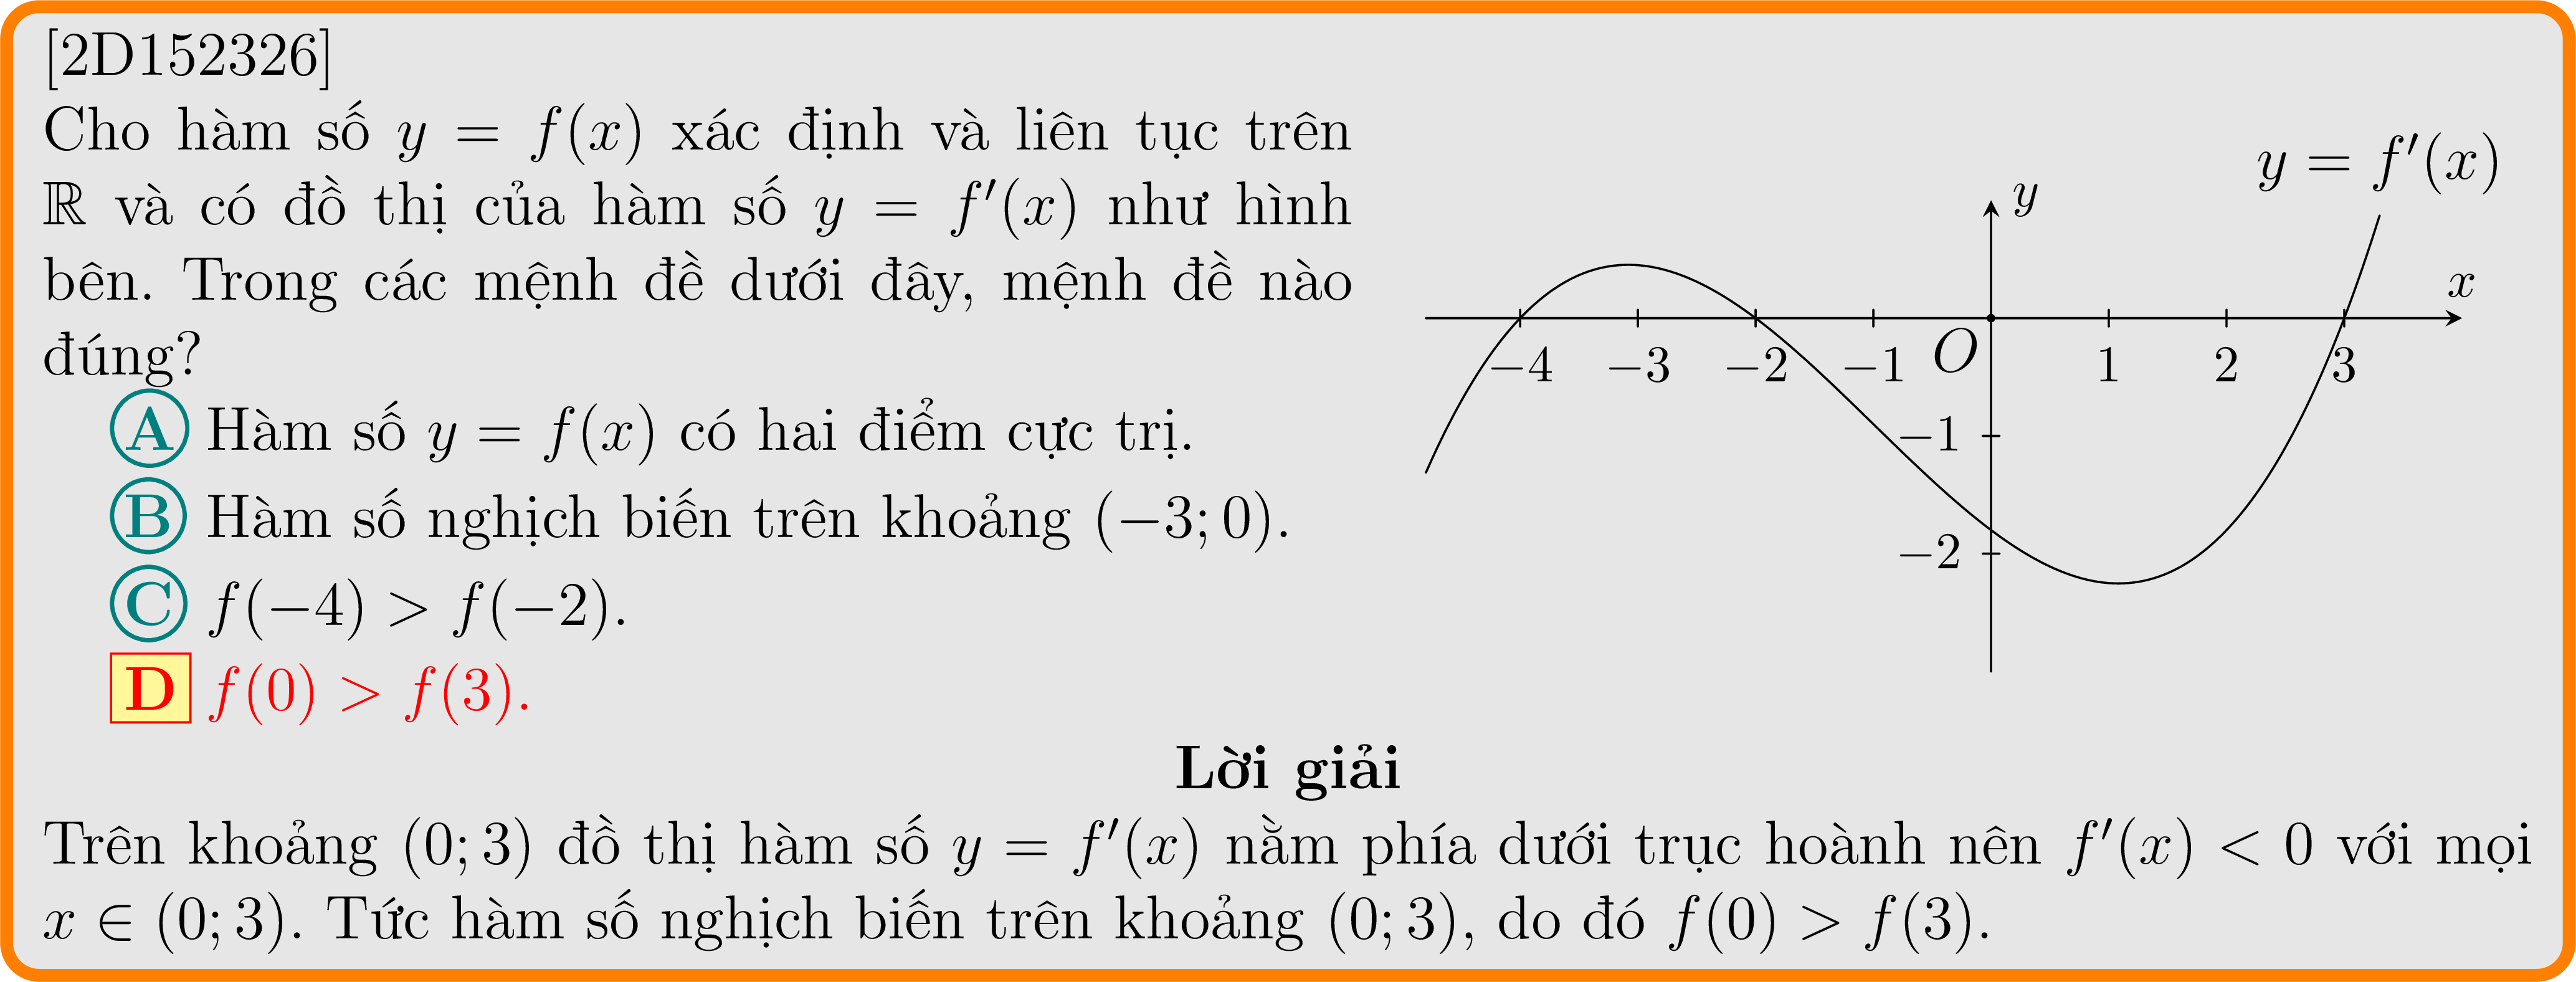 [2D152326]
Cho hàm số y = f(x) xác định và liên tục trên
ℝ và có đồ thị của hàm số y = f′(x) như hình
bên. Trong các mệnh đề dưới đây, mệnh đề nào
đúng?
A Hàm số y = f(x) có hai điểm cực trị.
B Hàm số nghịch biến trên khoảng (−3; 0).
C f(−4) > f(−2).
D f(0) > f(3).
y = f′(x)
y
x
−4 −3 −2 −1 O 1 2 3
−1
−2
Lời giải
Trên khoảng (0; 3) đồ thị hàm số y = f′(x) nằm phía dưới trục hoành nên f′(x) < 0 với mọi
x ∈ (0; 3). Tức hàm số nghịch biến trên khoảng (0; 3), do đó f(0) > f(3).